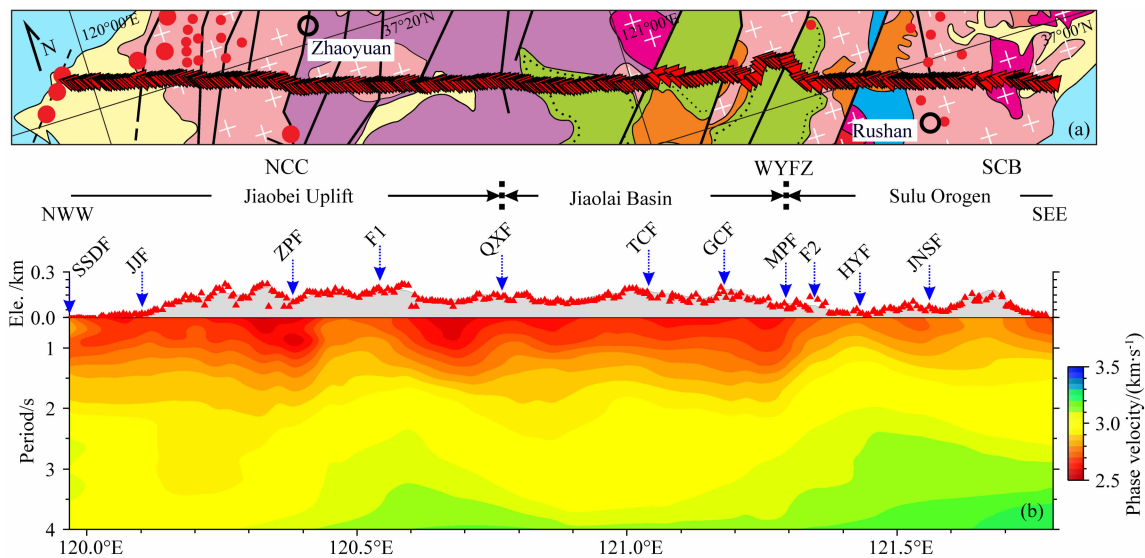 120°00′E
37°20′N
121°00′E
37°00′N
N
Zhaoyuan
Rushan
(a)
NCC
WYFZ
SCB
Jiaobei Uplift
Jiaolai Basin
Sulu Orogen
NWW
SEE
SSDF
JJF
ZPF
F1
QXF
TCF
GCF
MPF
F2
HYF
JNSF
Ele. /km
0.3
0.0
1
2
3
4
Period/s
3.5
3.0
2.5
Phase velocity/(km·s⁻¹)
(b)
120.0°E
120.5°E
121.0°E
121.5°E